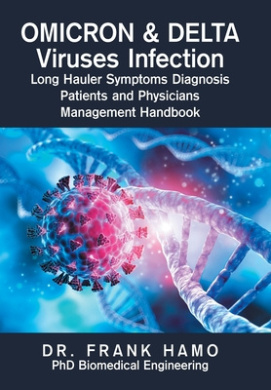 OMICRON & DELTA
Viruses Infection
Long Hauler Symptoms Diagnosis
Patients and Physicians
Management Handbook
DR. FRANK HAMO
PhD Biomedical Engineering